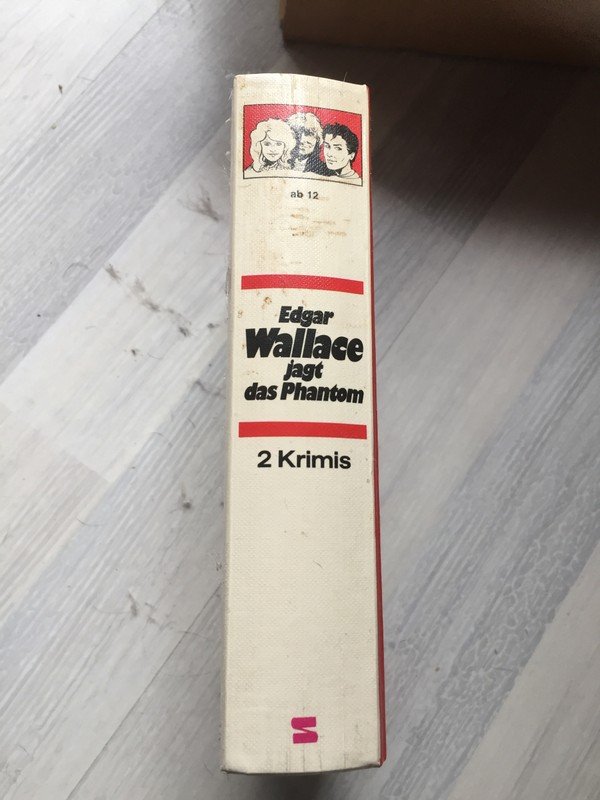 ab 12
Edgar
Wallace
jagt
das Phantom
2 Krimis